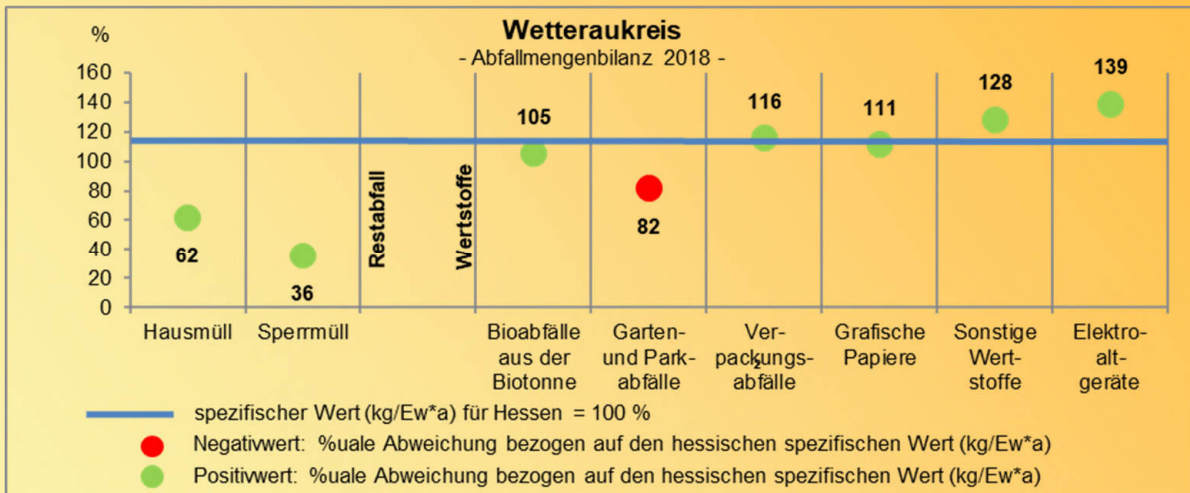 Wetteraukreis
- Abfallmengenbilanz 2018 -
%
160
140
120
100
80
60
40
20
0
62
36
Restabfall
Wertstoffe
105
82
116
111
128
139
Hausmüll
Sperrmüll
Bioabfälle
aus der
Biotonne
Garten-
und Park-
abfälle
Ver-
packungs-
2
abfälle
Grafische
Papiere
Sonstige
Wert-
stoffe
Elektro-
alt-
geräte
spezifischer Wert (kg/Ew*a) für Hessen = 100 %
Negativwert: %uale Abweichung bezogen auf den hessischen spezifischen Wert (kg/Ew*a)
Positivwert: %uale Abweichung bezogen auf den hessischen spezifischen Wert (kg/Ew*a)